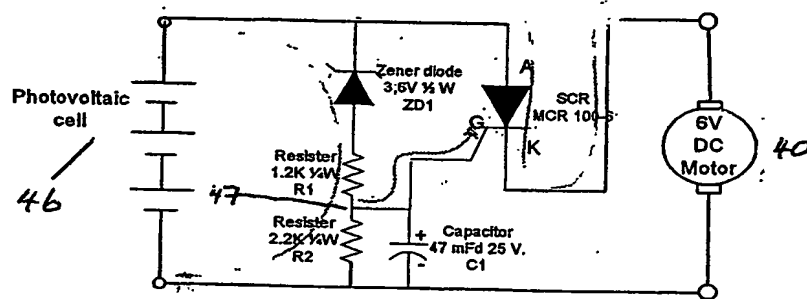 Photovoltaic
cell
46
47
Zener diode
3;6V ½ W
ZD1
Resister
1.2K ¼W
R1
Resister
2.2K ¼W
R2
A
G
K
SCR
MCR 100-6
+
Capacitor
47 mFd 25 V.
-
C1
6V
DC
Motor
40